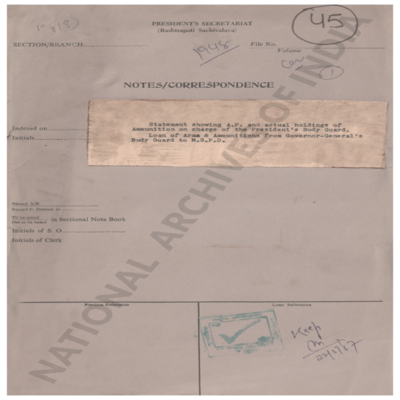 45
PRESIDENT'S SECRETARIAT
(Rashtrapati Sachivalaya)
SECTION/BRANCH
1948
File No.
Volume
NOTES/CORRESPONDENCE
Statement showing A.F. and actual holdings of
Ammunition on charge of the President's Body Guard.
Loan of Arms & Ammunitions from Governor-General's
Body Guard to M.G.P.D.
Indexed on
Initials
in Sectional Note Book
Initials of S. O.
Initials of Clerk
Previous References
Later References
Keep
NATIONAL ARCHIVES OF INDIA